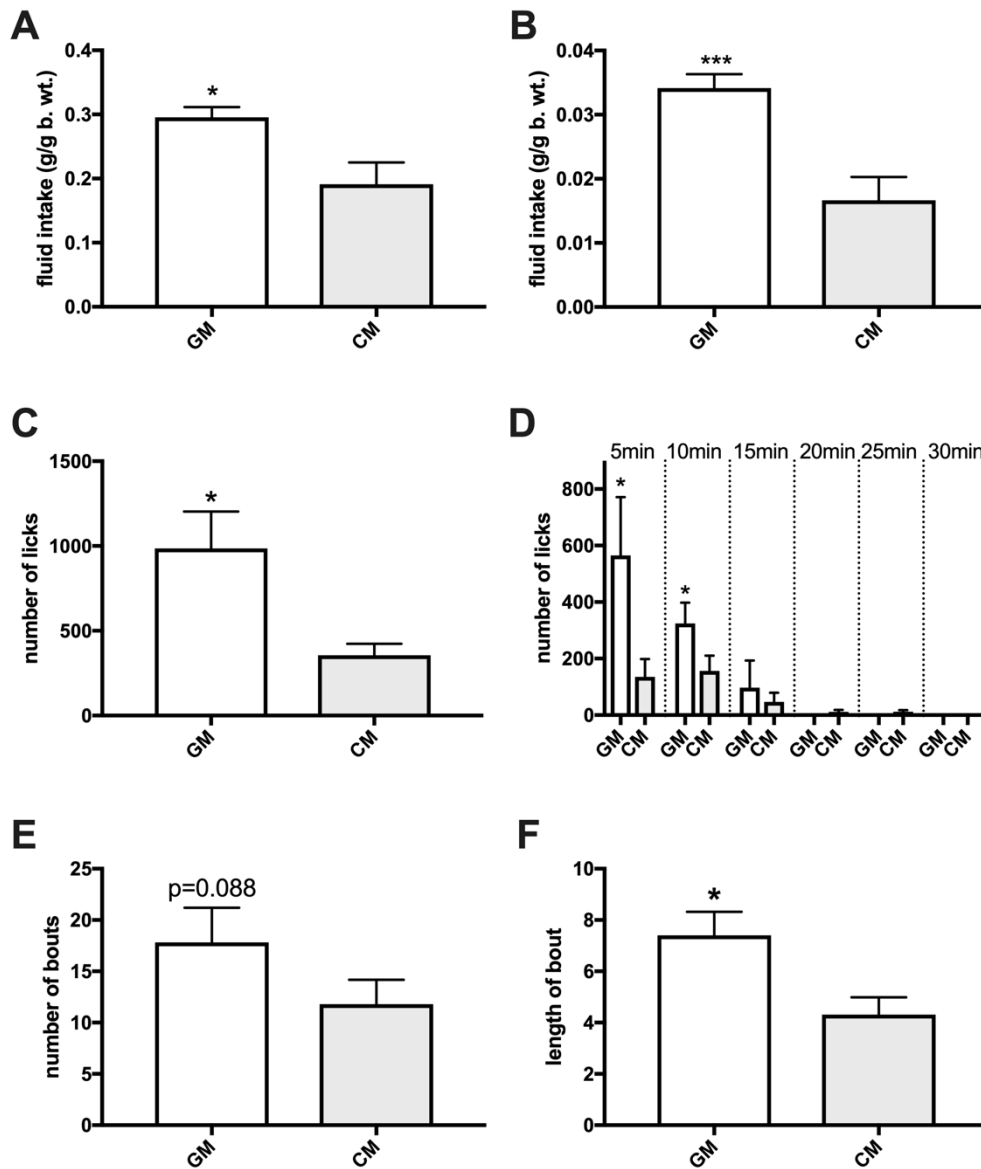 A
fluid intake (g/g b. wt.)
0.4
0.3
0.2
0.1
0.0
*
GM
CM
B
fluid intake (g/g b. wt.)
0.04
0.03
0.02
0.01
0.00
***
GM
CM
C
number of licks
1500
1000
500
0
*
GM
CM
D
number of licks
5min 10min 15min 20min 25min 30min
800
600
400
200
0
*
*
GM CM GM CM GM CM GM CM GM CM GM CM
E
number of bouts
25
20
15
10
5
0
p=0.088
GM
CM
F
length of bout
10
8
6
4
2
0
*
GM
CM